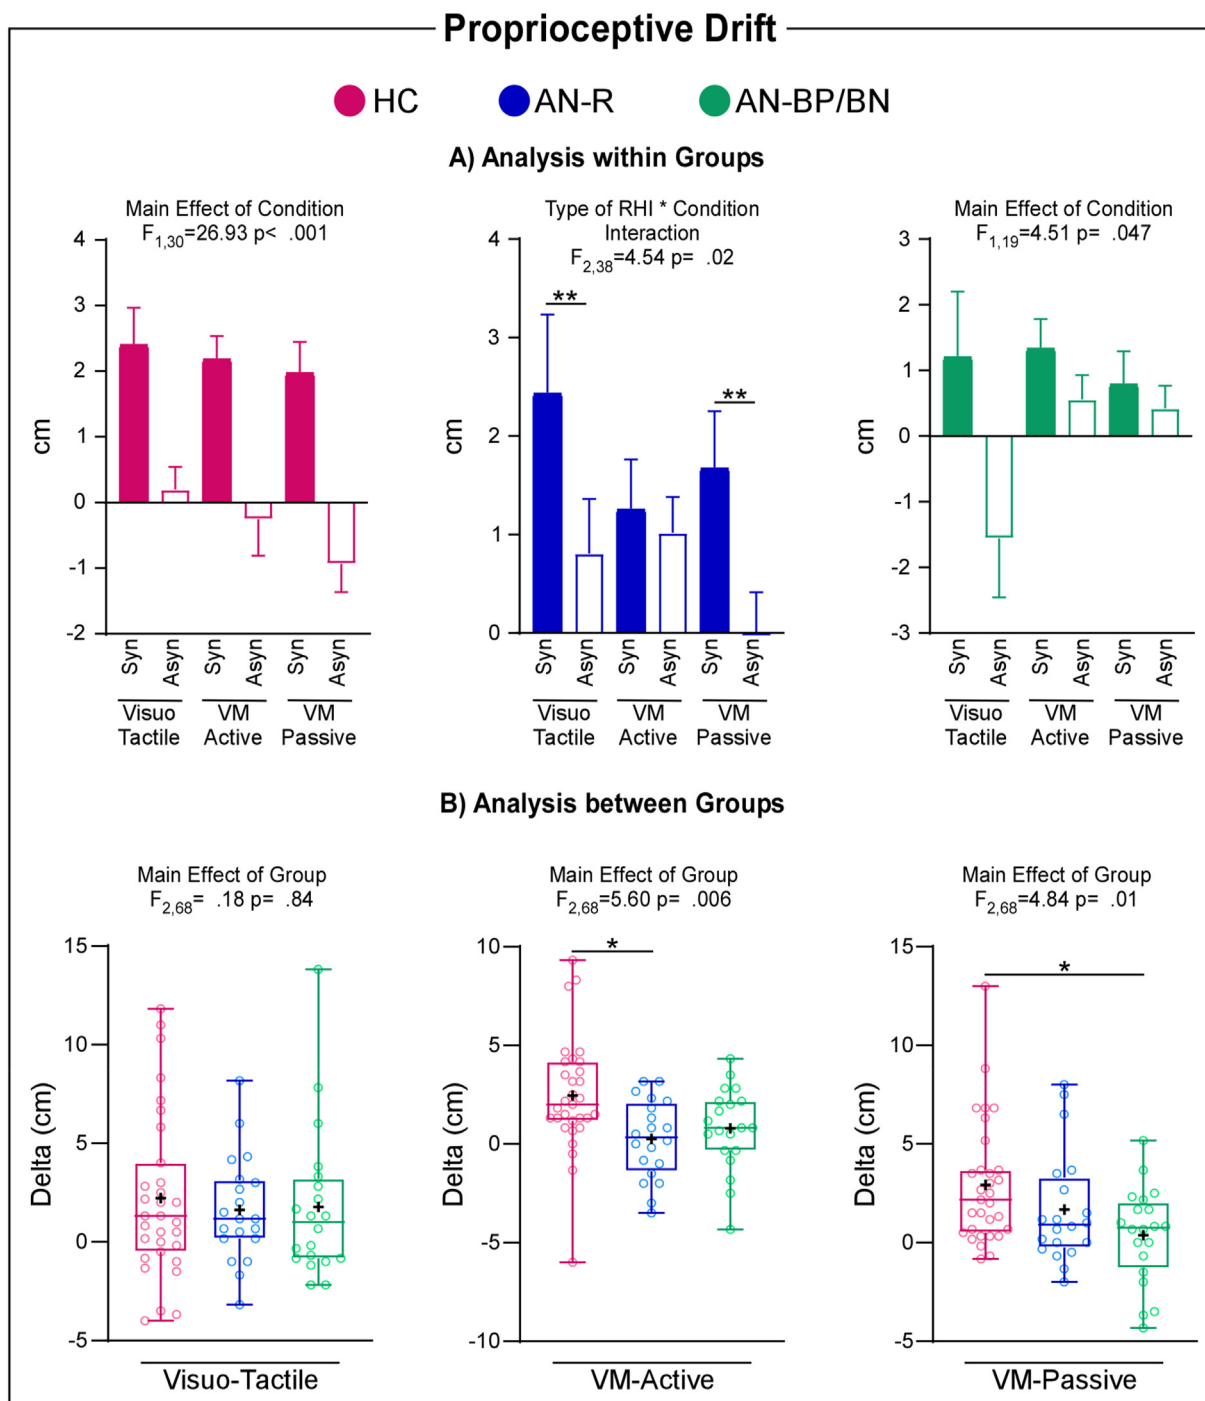 Proprioceptive Drift
HC AN-R AN-BP/BN
A) Analysis within Groups
Main Effect of Condition
F1,30=26.93 p< .001
4
3
2
1
0
-1
-2
cm
Syn Asyn Syn Asyn Syn Asyn
Visuo Tactile
VM Active
VM Passive
Type of RHI * Condition
Interaction
F2,38=4.54 p= .02
4
3
2
1
0
cm
**
**
Syn Asyn Syn Asyn Syn Asyn
Visuo Tactile
VM Active
VM Passive
Main Effect of Condition
F1,19=4.51 p= .047
3
2
1
0
-1
-2
-3
cm
Syn Asyn Syn Asyn Syn Asyn
Visuo Tactile
VM Active
VM Passive
B) Analysis between Groups
Main Effect of Group
F2,68= .18 p= .84
15
10
5
0
-5
Delta (cm)
Visuo-Tactile
Main Effect of Group
F2,68=5.60 p= .006
10
5
0
-5
-10
Delta (cm)
*
VM-Active
Main Effect of Group
F2,68=4.84 p= .01
15
10
5
0
-5
Delta (cm)
*
VM-Passive